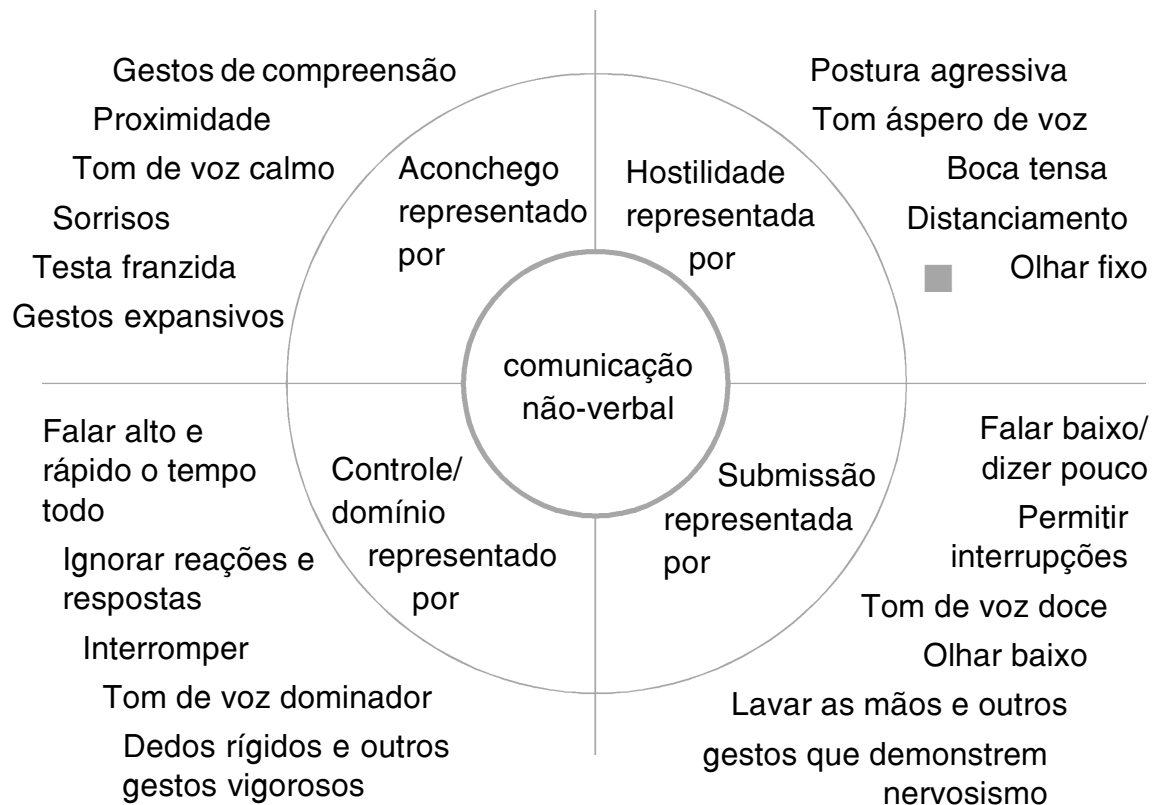 Gestos de compreensão
Proximidade
Tom de voz calmo
Sorrisos
Testa franzida
Gestos expansivos
Aconchego
representado
por
Hostilidade
representada
por
Postura agressiva
Tom áspero de voz
Boca tensa
Distanciamento
Olhar fixo
comunicação
não-verbal
Falar alto e
rápido o tempo
todo
Ignorar reações e
respostas
Interromper
Tom de voz dominador
Dedos rígidos e outros
gestos vigorosos
Controle/
domínio
representado
por
Submissão
representada
por
Falar baixo/
dizer pouco
Permitir
interrupções
Tom de voz doce
Olhar baixo
Lavar as mãos e outros
gestos que demonstrem
nervosismo